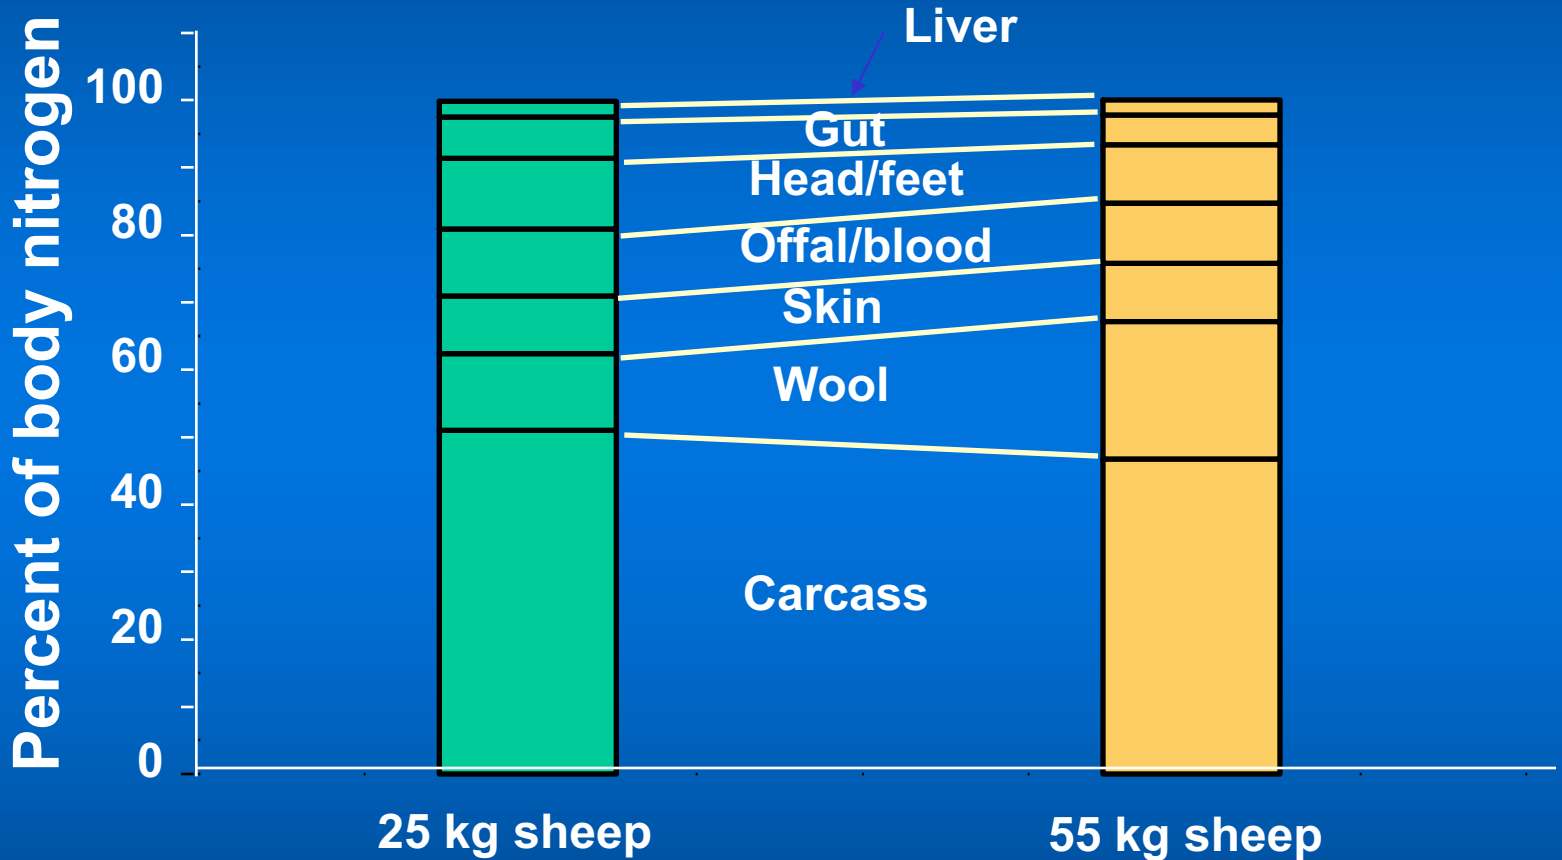 Percent of body nitrogen
100
80
60
40
20
0
Liver
Gut
Head/feet
Offal/blood
Skin
Wool
Carcass
25 kg sheep
55 kg sheep